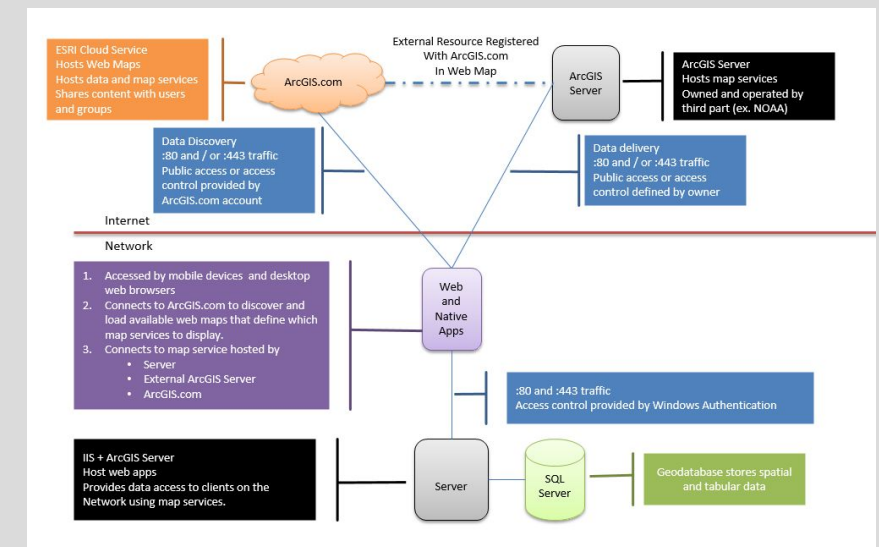 ESRI Cloud Service
Hosts Web Maps
Hosts data and map services
Shares content with users
and groups
ArcGIS.com
External Resource Registered
With ArcGIS.com
In Web Map
ArcGIS
Server
ArcGIS Server
Hosts map services
Owned and operated by
third part (ex. NOAA)
Data Discovery
:80 and / or :443 traffic
Public access or access
control provided by
ArcGIS.com account
Data delivery
:80 and / or :443 traffic
Public access or access
control defined by owner
Internet
Network
1. Accessed by mobile devices and desktop
web browsers
2. Connects to ArcGIS.com to discover and
load available web maps that define which
map services to display.
3. Connects to map service hosted by
• Server
• External ArcGIS Server
• ArcGIS.com
Web
and
Native
Apps
:80 and :443 traffic
Access control provided by Windows Authentication
IIS + ArcGIS Server
Host web apps
Provides data access to clients on the
Network using map services.
Server
SQL
Server
Geodatabase stores spatial
and tabular data